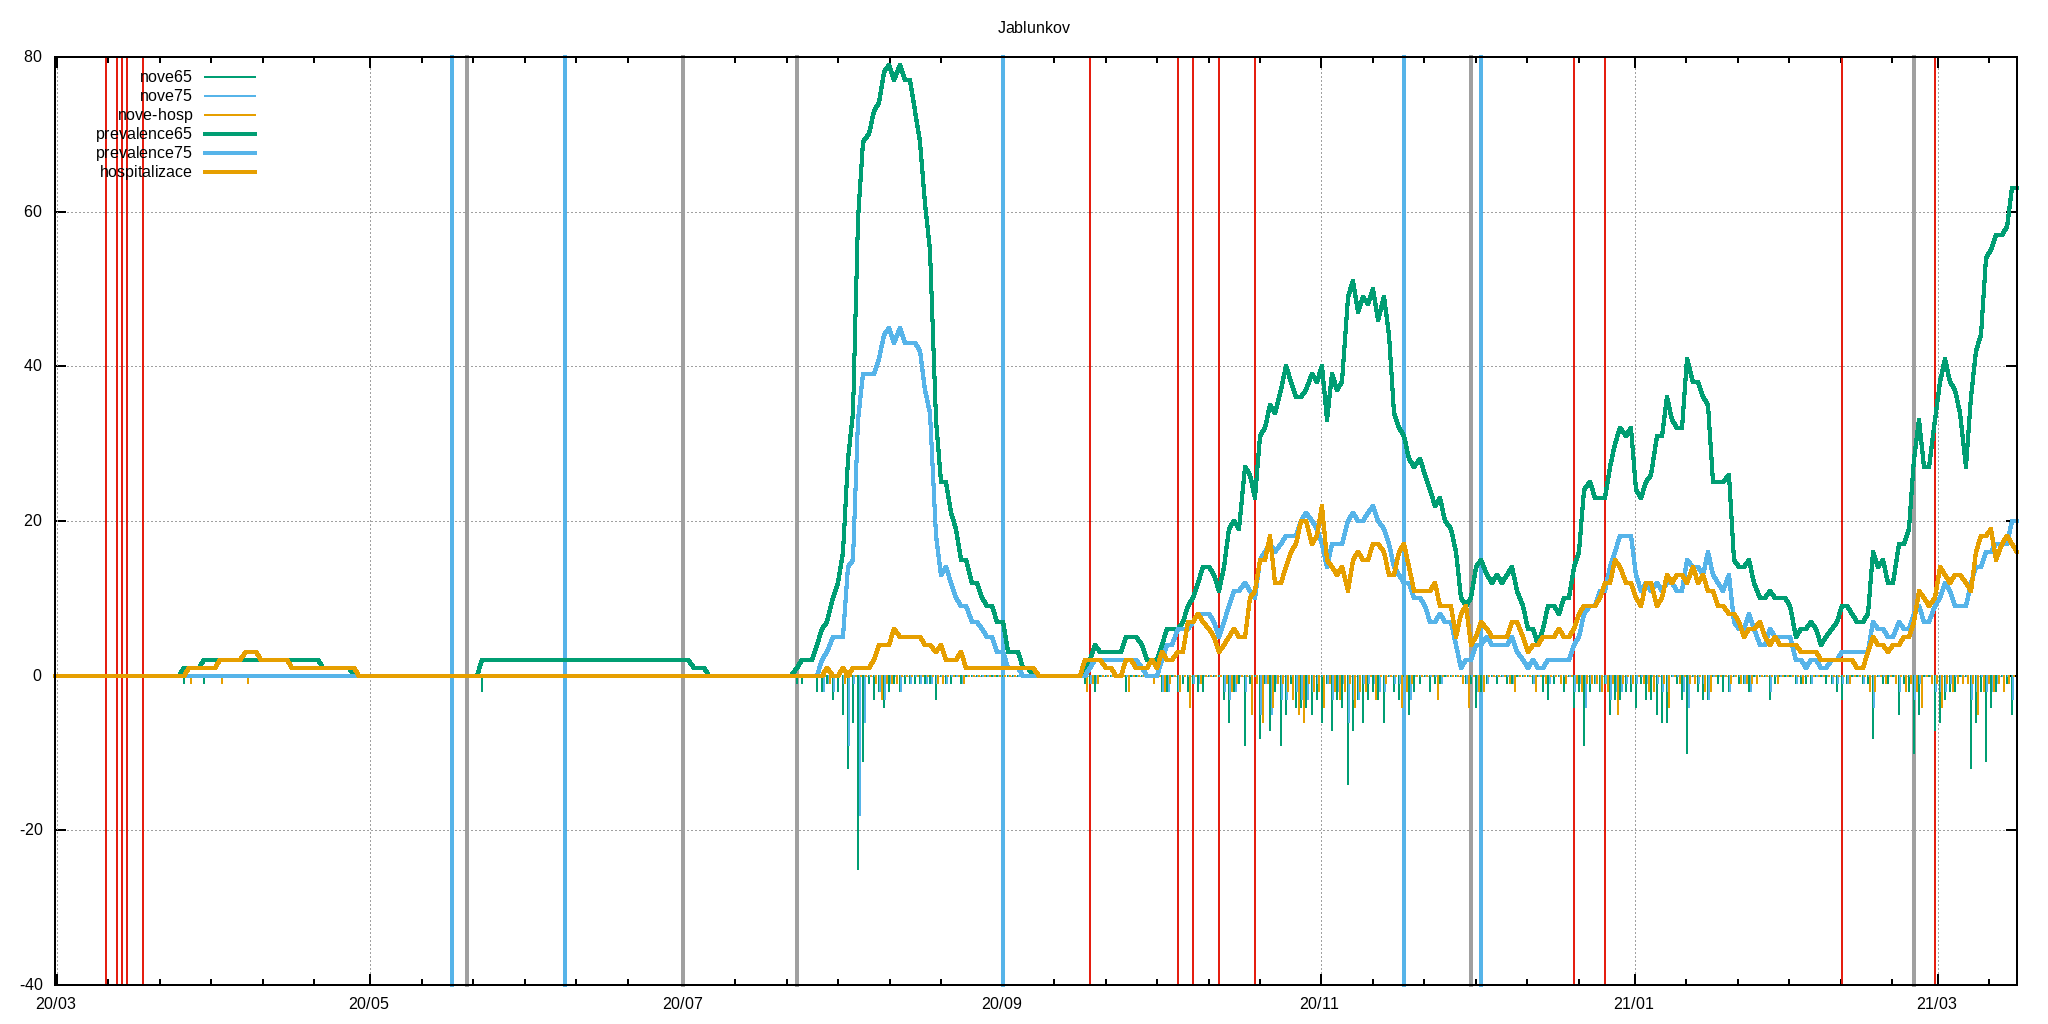 Jablunkov
80
nove65
nove75
nove-hosp
prevalence65
prevalence75
hospitalizace
60
40
20
0
-20
-40
20/03 20/05 20/07 20/09 20/11 21/01 21/03